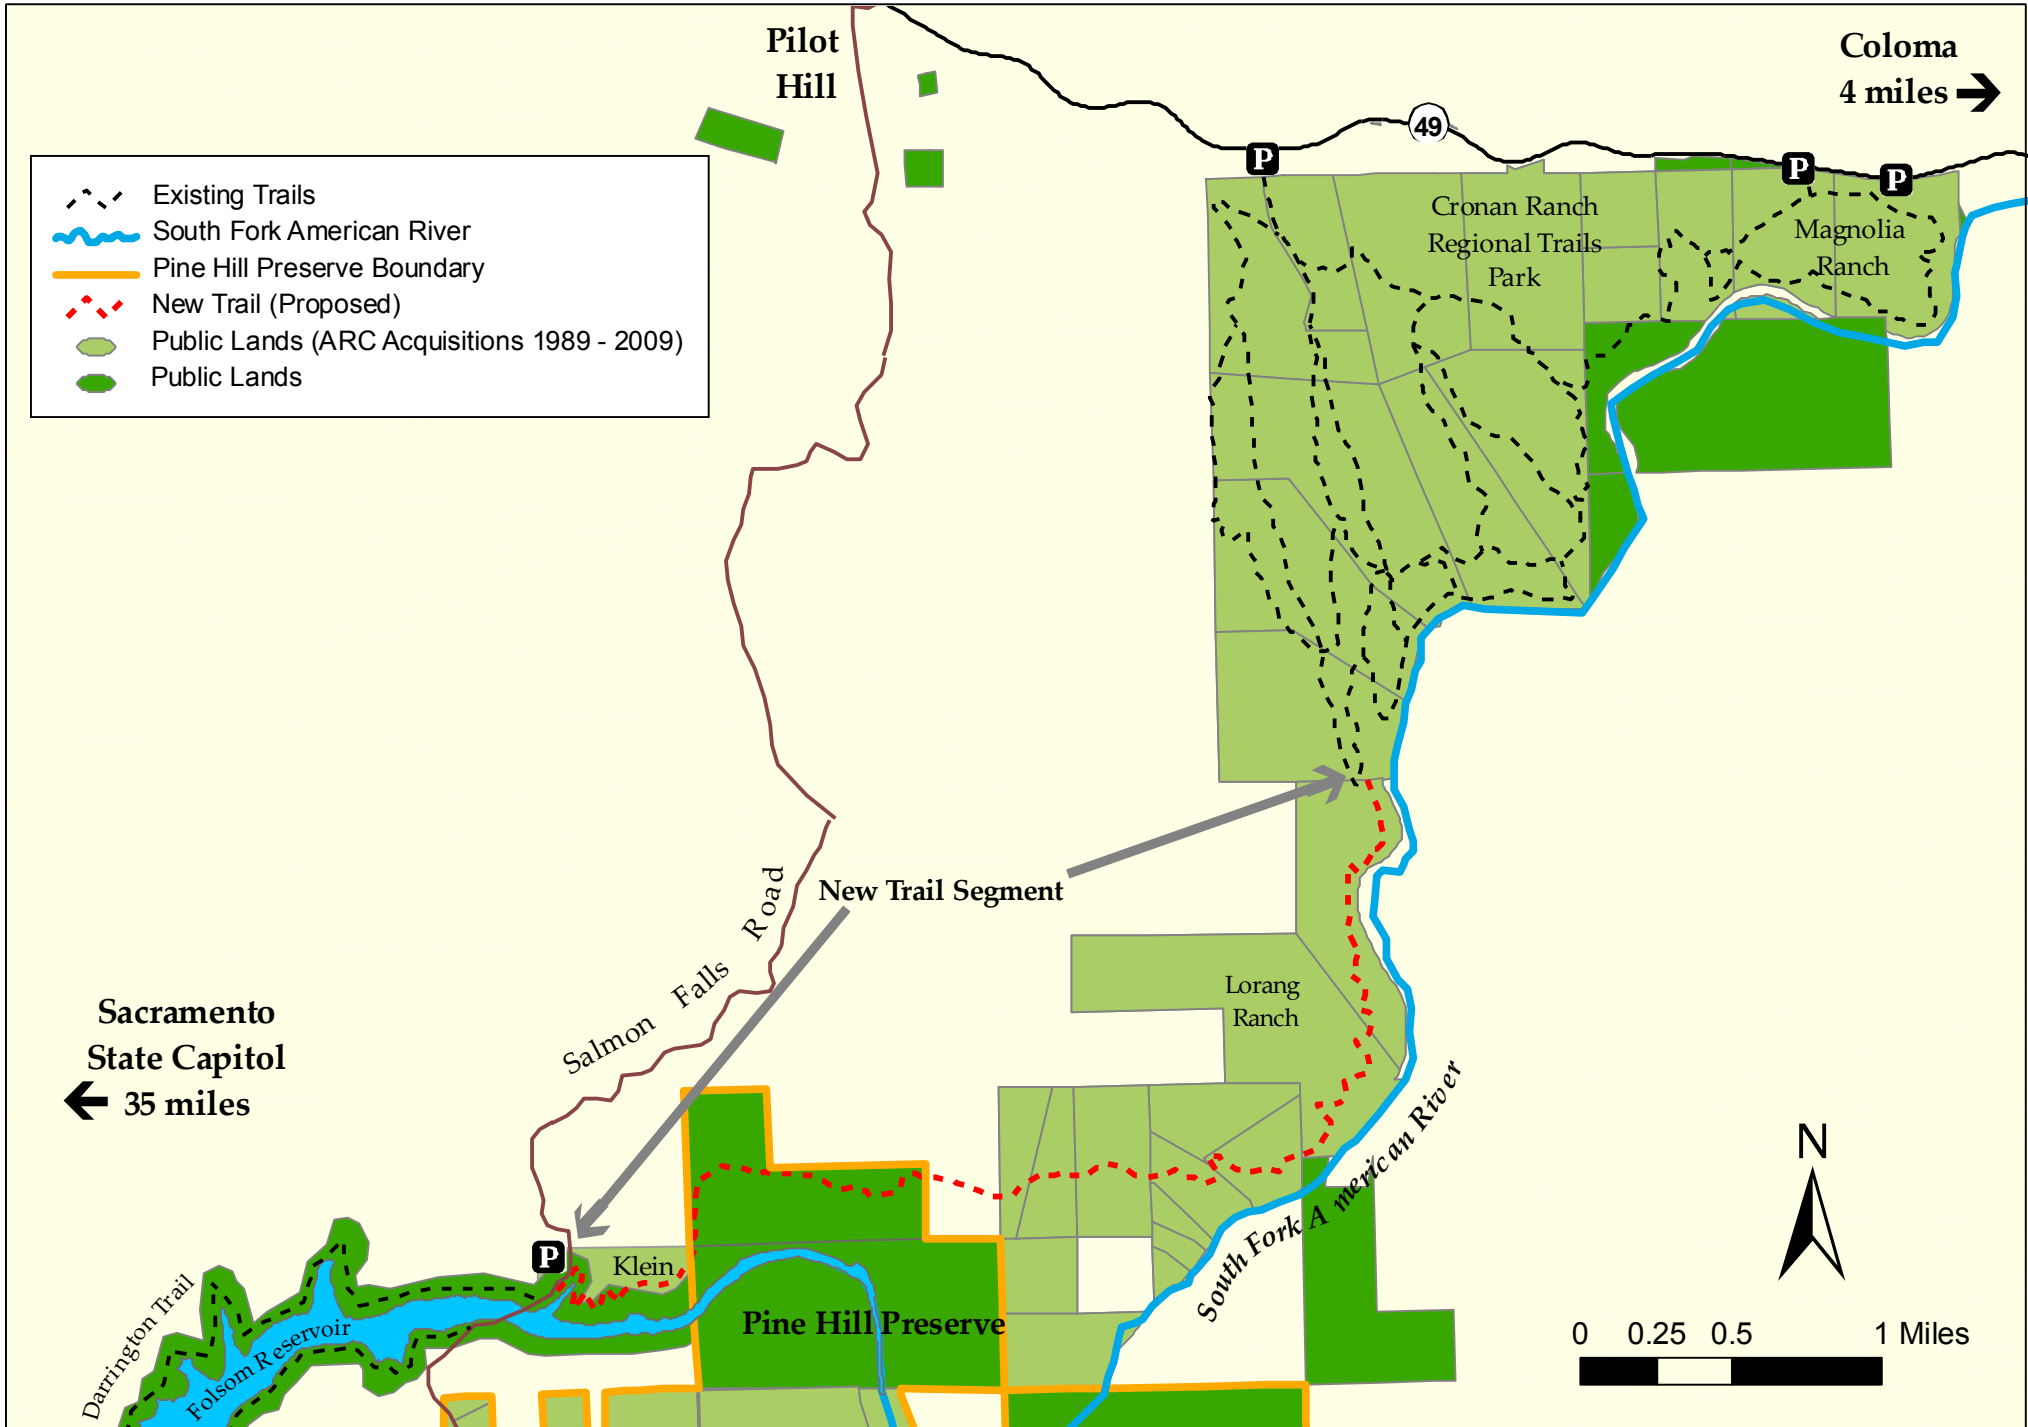 Pilot
Hill
Coloma
4 miles
49
P
P
P
Existing Trails
South Fork American River
Pine Hill Preserve Boundary
New Trail (Proposed)
Public Lands (ARC Acquisitions 1989 - 2009)
Public Lands
Cronan Ranch
Regional Trails
Park
Magnolia
Ranch
New Trail Segment
Salmon Falls Road
Lorang
Ranch
Sacramento
State Capitol
35 miles
South Fork American River
N
P
Klein
Pine Hill Preserve
Darrington Trail
Folsom Reservoir
0 0.25 0.5 1 Miles